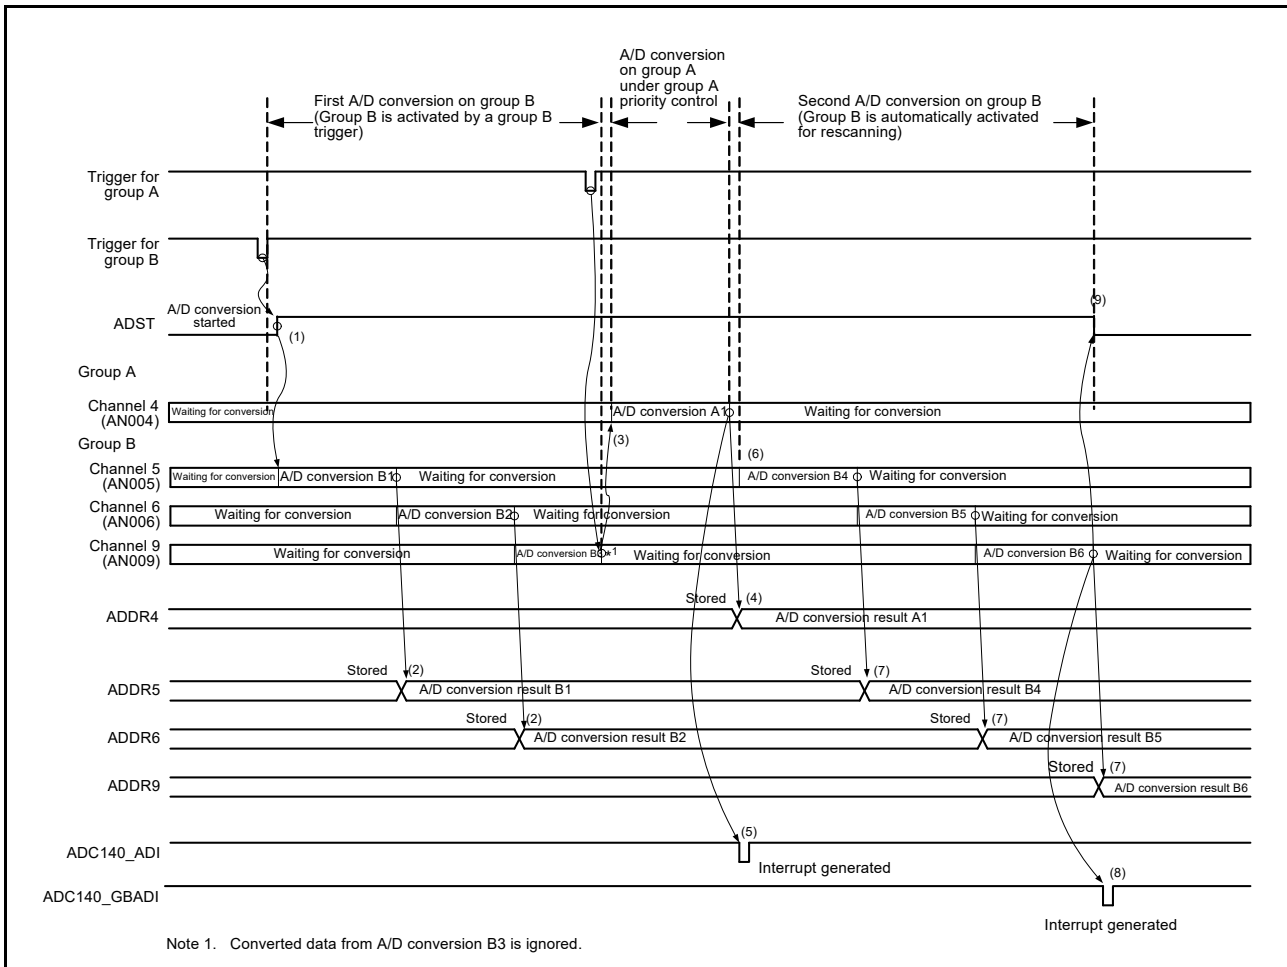 A/D conversion
on group A
under group A
priority control
First A/D conversion on group B
(Group B is activated by a group B
trigger)
Second A/D conversion on group B
(Group B is automatically activated
for rescanning)
Trigger for
group A
Trigger for
group B
A/D conversion
started
ADST
(1)
(9)
Group A
Channel 4
(AN004)
Waiting for conversion
A/D conversion A1
Waiting for conversion
(3)
Group B
(6)
Channel 5
(AN005)
Waiting for conversion
A/D conversion B1
Waiting for conversion
A/D conversion B4
Waiting for conversion
Channel 6
(AN006)
Waiting for conversion
A/D conversion B2
Waiting for conversion
A/D conversion B5
Waiting for conversion
Channel 9
(AN009)
Waiting for conversion
A/D conversion B3
*1
Waiting for conversion
A/D conversion B6
Waiting for conversion
Stored
(4)
ADDR4
A/D conversion result A1
Stored
(2)
Stored
(7)
ADDR5
A/D conversion result B1
A/D conversion result B4
Stored
(2)
Stored
(7)
ADDR6
A/D conversion result B2
A/D conversion result B5
Stored
(7)
ADDR9
A/D conversion result B6
(5)
ADC140_ADI
Interrupt generated
(8)
ADC140_GBADI
Interrupt generated
Note 1. Converted data from A/D conversion B3 is ignored.